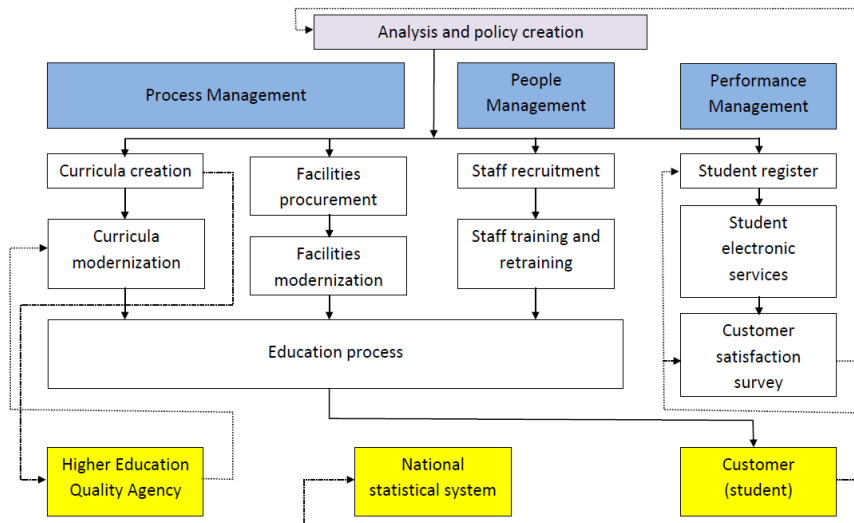 Analysis and policy creation
Process Management
People
Management
Performance
Management
Curricula creation
Facilities
procurement
Staff recruitment
Student register
Curricula
modernization
Facilities
modernization
Staff training and
retraining
Student
electronic
services
Education process
Customer
satisfaction
survey
Higher Education
Quality Agency
National
statistical system
Customer
(student)